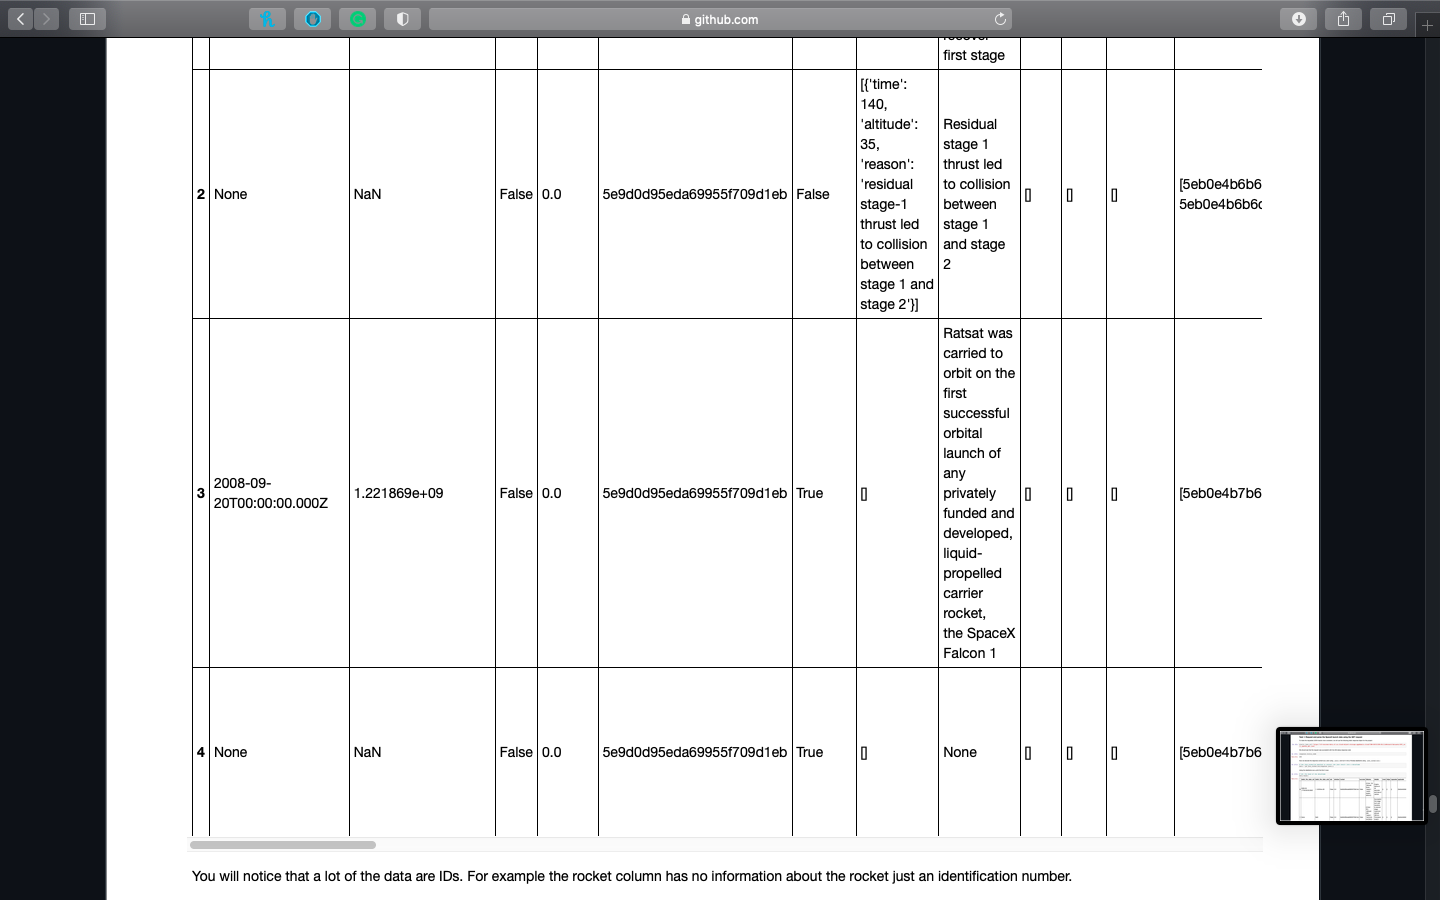 github.com
first stage
2 None NaN False 0.0 5e9d0d95eda69955f709d1eb False
[{'time':
140,
'altitude':
35,
'reason':
'residual
stage-1
thrust led
to collision
between
stage 1 and
stage 2'}]
Residual
stage 1
thrust led
to collision
between
stage 1
and stage
2
[] [] []
[5eb0e4b6b6
5eb0e4b6b6c
3
2008-09-
20T00:00:00.000Z
1.221869e+09 False 0.0 5e9d0d95eda69955f709d1eb True []
Ratsat was
carried to
orbit on the
first
successful
orbital
launch of
any
privately
funded and
developed,
liquid-
propelled
carrier
rocket,
the SpaceX
Falcon 1
[] [] [] [5eb0e4b7b6
4 None NaN False 0.0 5e9d0d95eda69955f709d1eb True [] None [] [] [] [5eb0e4b7b6
You will notice that a lot of the data are IDs. For example the rocket column has no information about the rocket just an identification number.